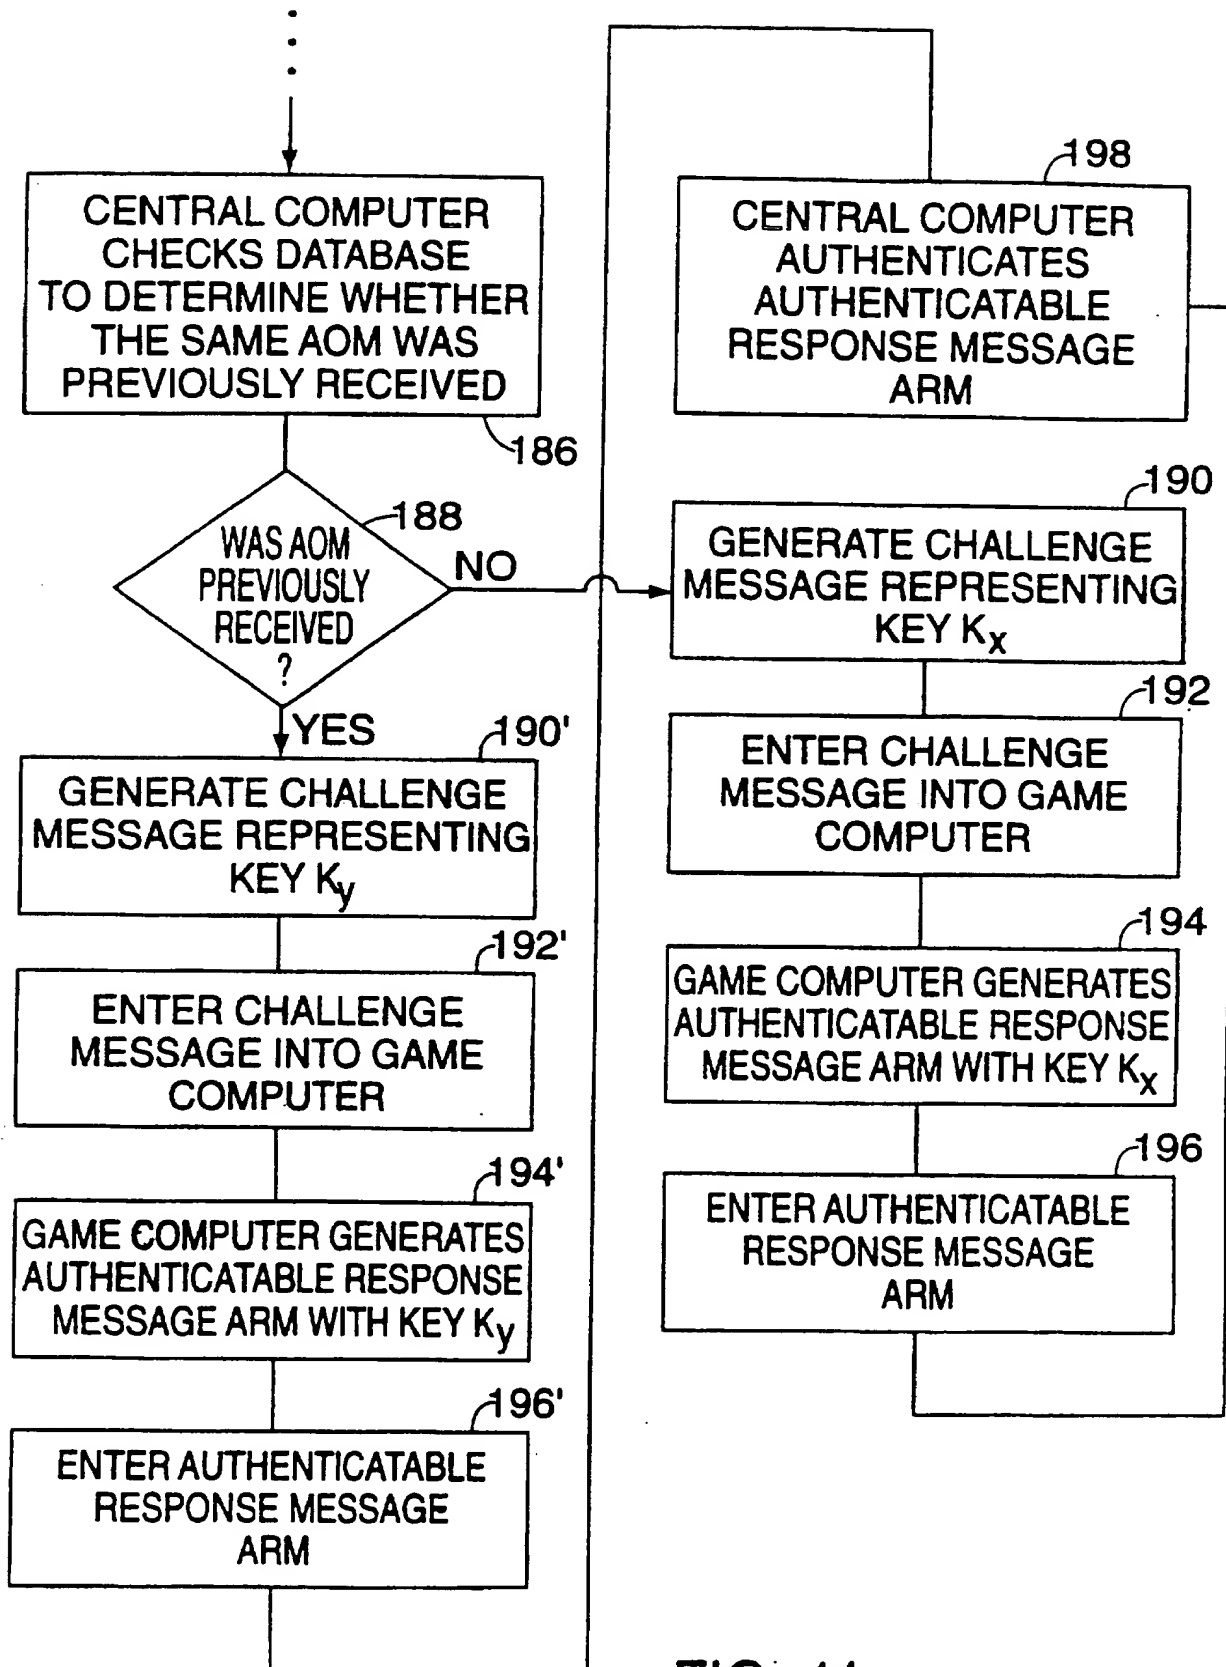 CENTRAL COMPUTER
CHECKS DATABASE
TO DETERMINE WHETHER
THE SAME AOM WAS
PREVIOUSLY RECEIVED
186
188
WAS AOM
PREVIOUSLY
RECEIVED
?
NO
YES
190'
GENERATE CHALLENGE
MESSAGE REPRESENTING
KEY Ky
192'
ENTER CHALLENGE
MESSAGE INTO GAME
COMPUTER
194'
GAME COMPUTER GENERATES
AUTHENTICATABLE RESPONSE
MESSAGE ARM WITH KEY Ky
196'
ENTER AUTHENTICATABLE
RESPONSE MESSAGE
ARM
198
CENTRAL COMPUTER
AUTHENTICATES
AUTHENTICATABLE
RESPONSE MESSAGE
ARM
190
GENERATE CHALLENGE
MESSAGE REPRESENTING
KEY Kx
192
ENTER CHALLENGE
MESSAGE INTO GAME
COMPUTER
194
GAME COMPUTER GENERATES
AUTHENTICATABLE RESPONSE
MESSAGE ARM WITH KEY Kx
196
ENTER AUTHENTICATABLE
RESPONSE MESSAGE
ARM